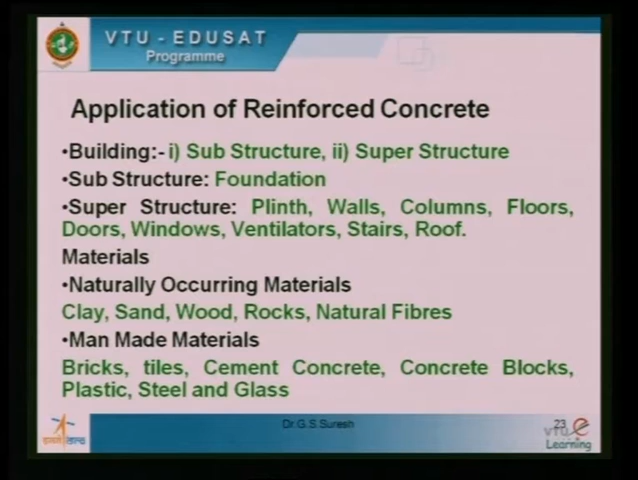 VTU - EDUSAT
Programme
Application of Reinforced Concrete
•Building:- i) Sub Structure, ii) Super Structure
•Sub Structure: Foundation
•Super Structure: Plinth, Walls, Columns, Floors,
Doors, Windows, Ventilators, Stairs, Roof.
Materials
•Naturally Occurring Materials
Clay, Sand, Wood, Rocks, Natural Fibres
•Man Made Materials
Bricks, tiles, Cement Concrete, Concrete Blocks,
Plastic, Steel and Glass
Dr.G.S.Suresh
23
VTU e
Learning